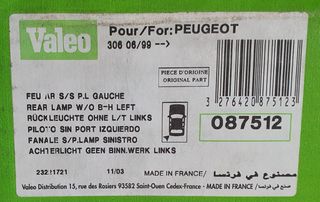 Valeo
Pour/For: PEUGEOT
306 06/99 -->
PIECE D'ORIGINE
ORIGINAL PART
3 276420 875123
FEU AR S/S P.L GAUCHE
REAR LAMP W/O B-H LEFT
RÜCKLEUCHTE OHNE L/T LINKS
PILOTO SIN PORT IZQUIERDO
FANALE S/P.LAMP SINISTRO
ACHTERLICHT GEEN BINN.WERK LINKS
087512
11/03
MADE IN FRANCE/ مصنوع في فرنسا
Valeo Distribution 15, rue des Rosiers 93582 Saint-Ouen Cedex-France. - MADE IN FRANCE